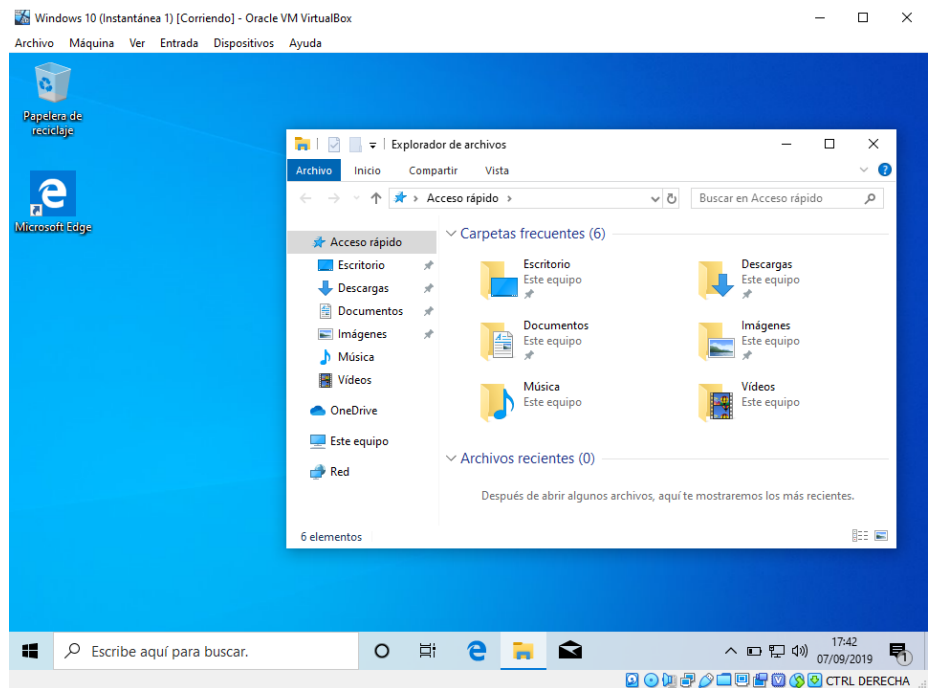 Windows 10 (Instantánea 1) [Corriendo] - Oracle VM VirtualBox
Archivo Máquina Ver Entrada Dispositivos Ayuda
Papelera de
reciclaje
Microsoft Edge
Explorador de archivos
Archivo Inicio Compartir Vista
Acceso rápido
Buscar en Acceso rápido
Acceso rápido
Escritorio
Descargas
Documentos
Imágenes
Música
Vídeos
OneDrive
Este equipo
Red
Carpetas frecuentes (6)
Escritorio
Este equipo
Descargas
Este equipo
Documentos
Este equipo
Imágenes
Este equipo
Música
Este equipo
Vídeos
Este equipo
Archivos recientes (0)
Después de abrir algunos archivos, aquí te mostraremos los más recientes.
6 elementos
Escribe aquí para buscar.
17:42
07/09/2019
1
CTRL DERECHA